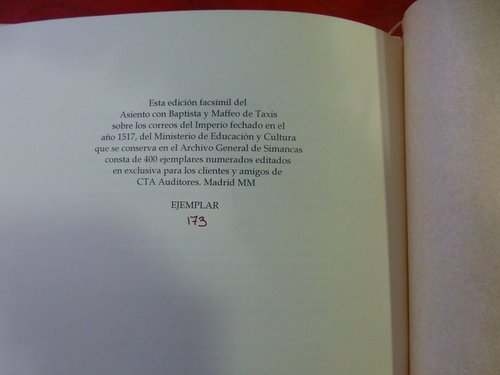 Esta edición facsímil del
Asiento con Baptista y Maffeo de Taxis
sobre los correos del Imperio fechado en el
año 1517, del Ministerio de Educación y Cultura
que se conserva en el Archivo General de Simancas
consta de 400 ejemplares numerados editados
en exclusiva para los clientes y amigos de
CTA Auditores. Madrid MM
EJEMPLAR
173